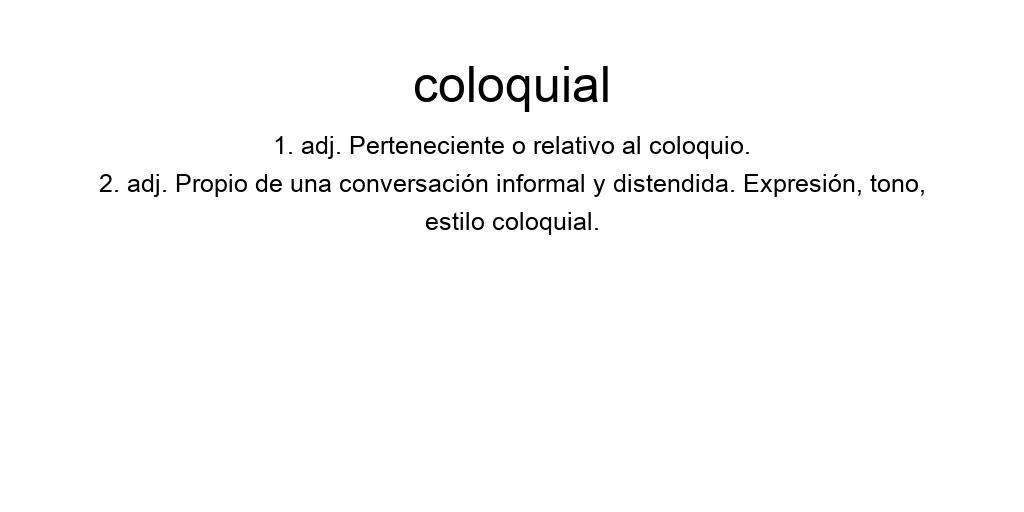 coloquial
1. adj. Perteneciente o relativo al coloquio.
2. adj. Propio de una conversación informal y distendida. Expresión, tono,
estilo coloquial.